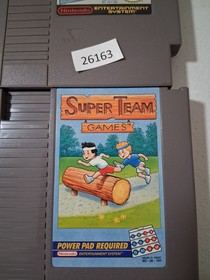 Nintendo ENTERTAINMENT SYSTEM
26163
SUPER TEAM
GAMES
POWER PAD REQUIRED
Nintendo ENTERTAINMENT SYSTEM